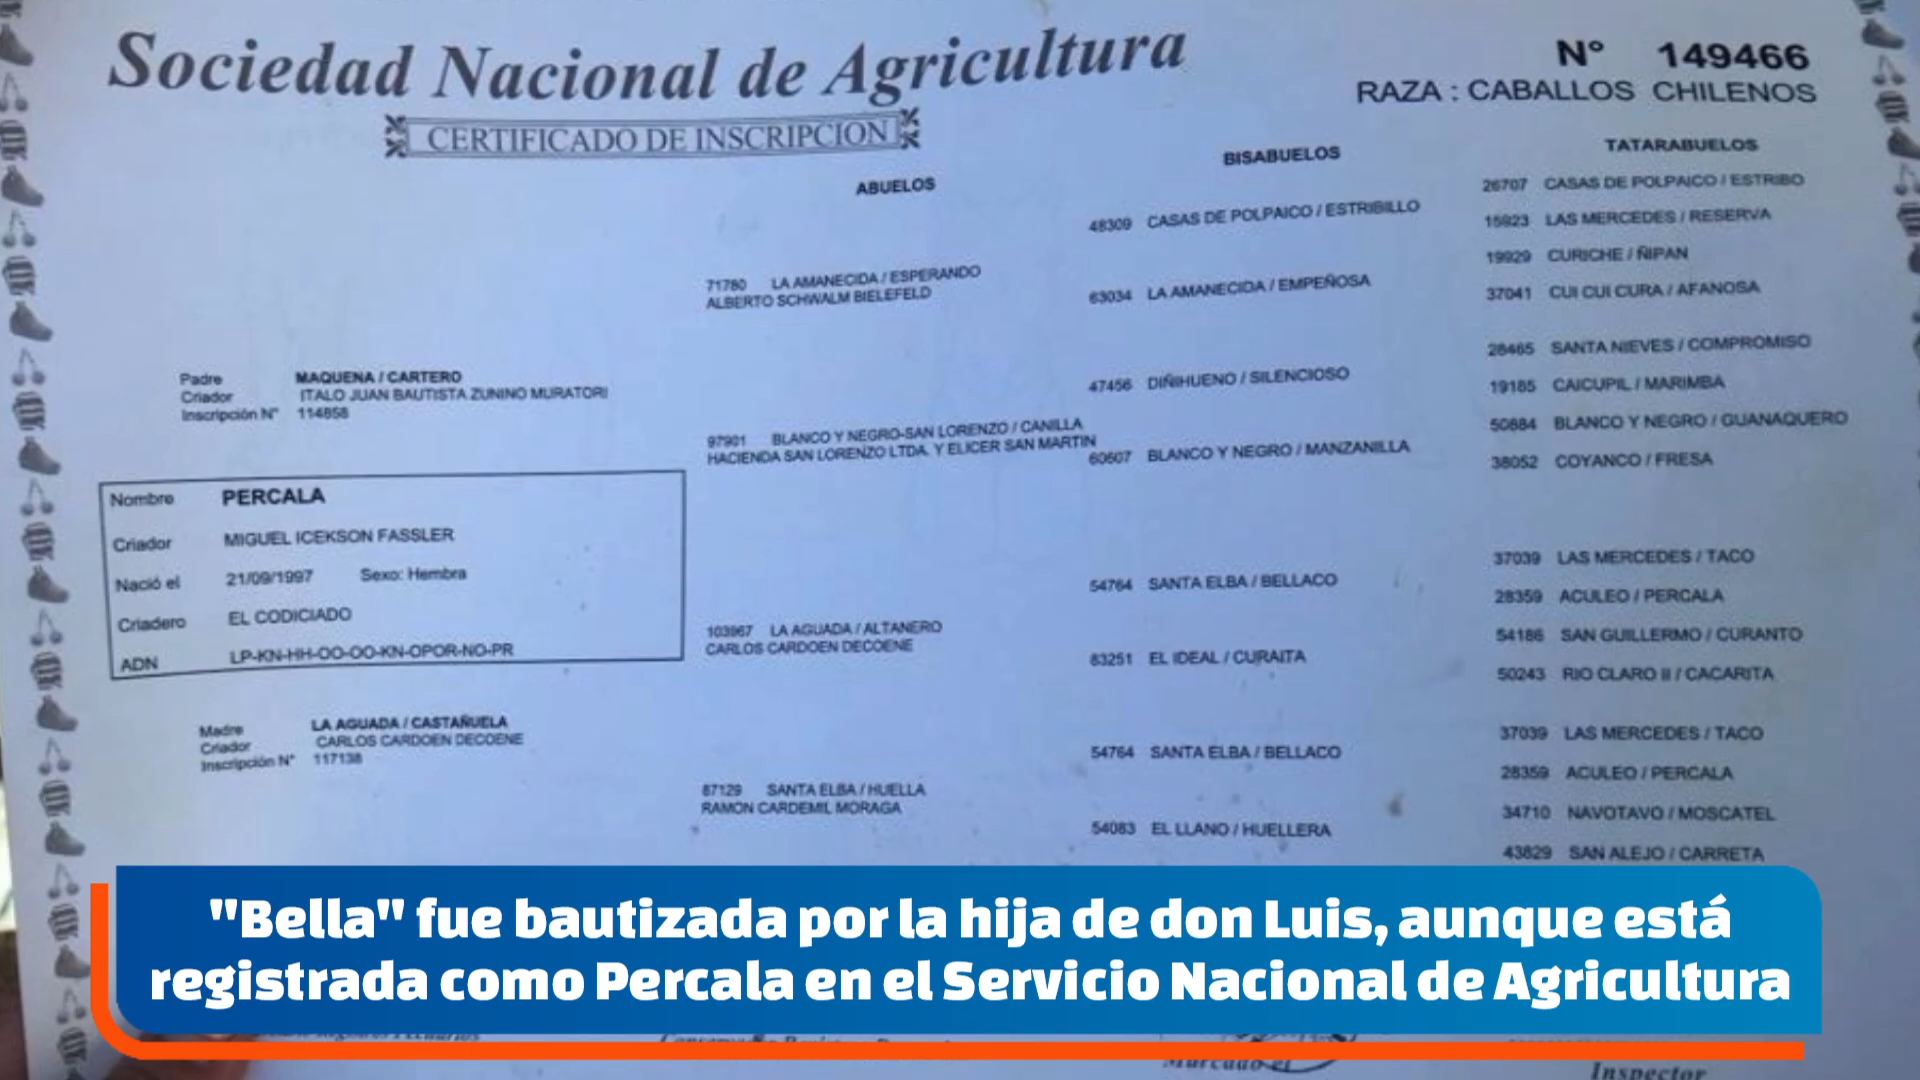 Sociedad Nacional de Agricultura
Nº 149466
RAZA : CABALLOS CHILENOS
CERTIFICADO DE INSCRIPCION
ABUELOS
BISABUELOS
TATARABUELOS
26707 CASAS DE POLPAICO / ESTRIBO
48309 CASAS DE POLPAICO / ESTRIBILLO
15923 LAS MERCEDES / RESERVA
19929 CURICHE / ÑIPAN
71780 LA AMANECIDA / ESPERANDO
ALBERTO SCHWALM BIELEFELD
63034 LA AMANECIDA / EMPEÑOSA
37041 CUI CUI CURA / AFANOSA
28465 SANTA NIEVES / COMPROMISO
Padre MAQUENA / CARTERO
Criador ITALO JUAN BAUTISTA ZUNINO MURATORI
Inscripción Nº 114858
47456 DIÑIHUENO / SILENCIOSO
19185 CAICUPIL / MARIMBA
50884 BLANCO Y NEGRO / GUANAQUERO
97901 BLANCO Y NEGRO-SAN LORENZO / CANILLA
HACIENDA SAN LORENZO LTDA. Y ELICER SAN MARTIN
60607 BLANCO Y NEGRO / MANZANILLA
38052 COYANCO / FRESA
Nombre PERCALA
Criador MIGUEL ICEKSON FASSLER
Nació el 21/09/1997 Sexo: Hembra
Criadero EL CODICIADO
ADN LP-KN-HH-OO-OO-KN-OPOR-NO-PR
37039 LAS MERCEDES / TACO
54764 SANTA ELBA / BELLACO
28359 ACULEO / PERCALA
103967 LA AGUADA / ALTANERO
CARLOS CARDOEN DECOENE
54186 SAN GUILLERMO / CURANTO
83251 EL IDEAL / CURAITA
50243 RIO CLARO II / CACARITA
Madre LA AGUADA / CASTAÑUELA
Criador CARLOS CARDOEN DECOENE
Inscripción Nº 117138
37039 LAS MERCEDES / TACO
54764 SANTA ELBA / BELLACO
28359 ACULEO / PERCALA
87129 SANTA ELBA / HUELLA
RAMON CARDEMIL MORAGA
34710 NAVOTAVO / MOSCATEL
54083 EL LLANO / HUELLERA
43829 SAN ALEJO / CARRETA
"Bella" fue bautizada por la hija de don Luis, aunque está
registrada como Percala en el Servicio Nacional de Agricultura
Marcado el
Inspector